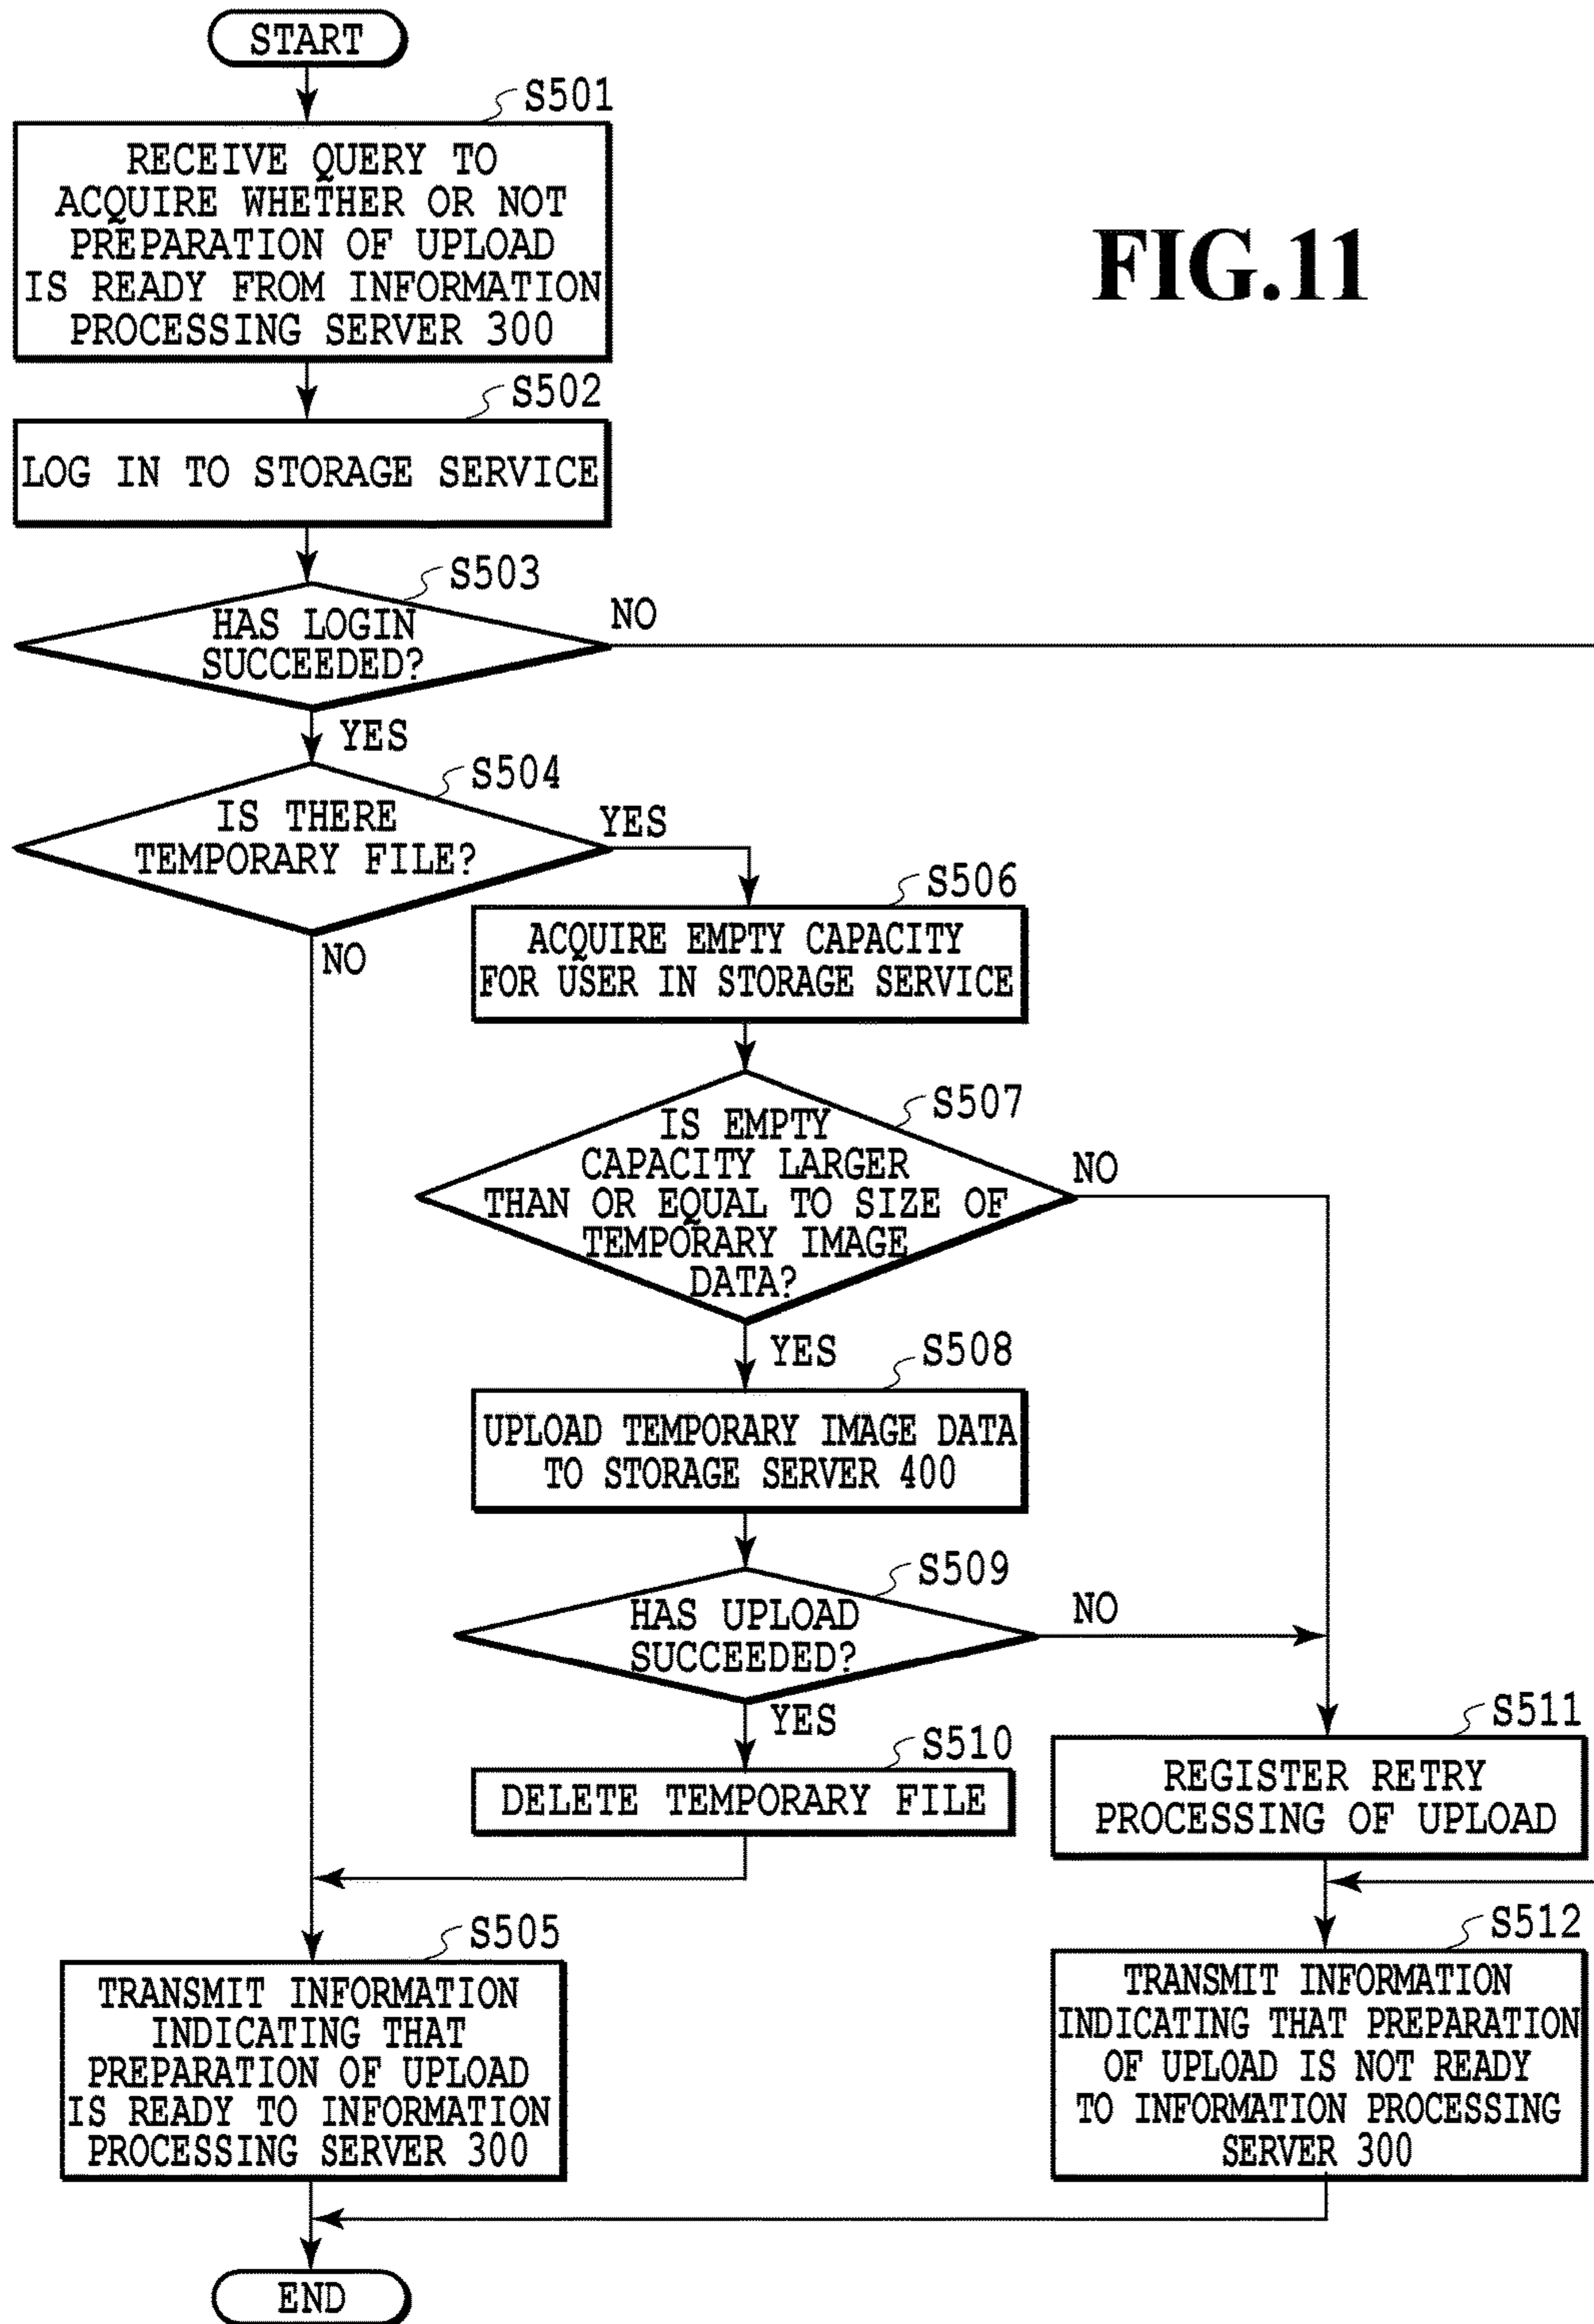 START
S501
RECEIVE QUERY TO
ACQUIRE WHETHER OR NOT
PREPARATION OF UPLOAD
IS READY FROM INFORMATION
PROCESSING SERVER 300
FIG.11
S502
LOG IN TO STORAGE SERVICE
S503
HAS LOGIN
SUCCEEDED?
NO
YES
S504
IS THERE
TEMPORARY FILE?
YES
NO
S506
ACQUIRE EMPTY CAPACITY
FOR USER IN STORAGE SERVICE
S507
IS EMPTY
CAPACITY LARGER
THAN OR EQUAL TO SIZE OF
TEMPORARY IMAGE
DATA?
NO
YES
S508
UPLOAD TEMPORARY IMAGE DATA
TO STORAGE SERVER 400
S509
HAS UPLOAD
SUCCEEDED?
NO
YES
S510
DELETE TEMPORARY FILE
S511
REGISTER RETRY
PROCESSING OF UPLOAD
S505
TRANSMIT INFORMATION
INDICATING THAT
PREPARATION OF UPLOAD
IS READY TO INFORMATION
PROCESSING SERVER 300
S512
TRANSMIT INFORMATION
INDICATING THAT PREPARATION
OF UPLOAD IS NOT READY
TO INFORMATION PROCESSING
SERVER 300
END